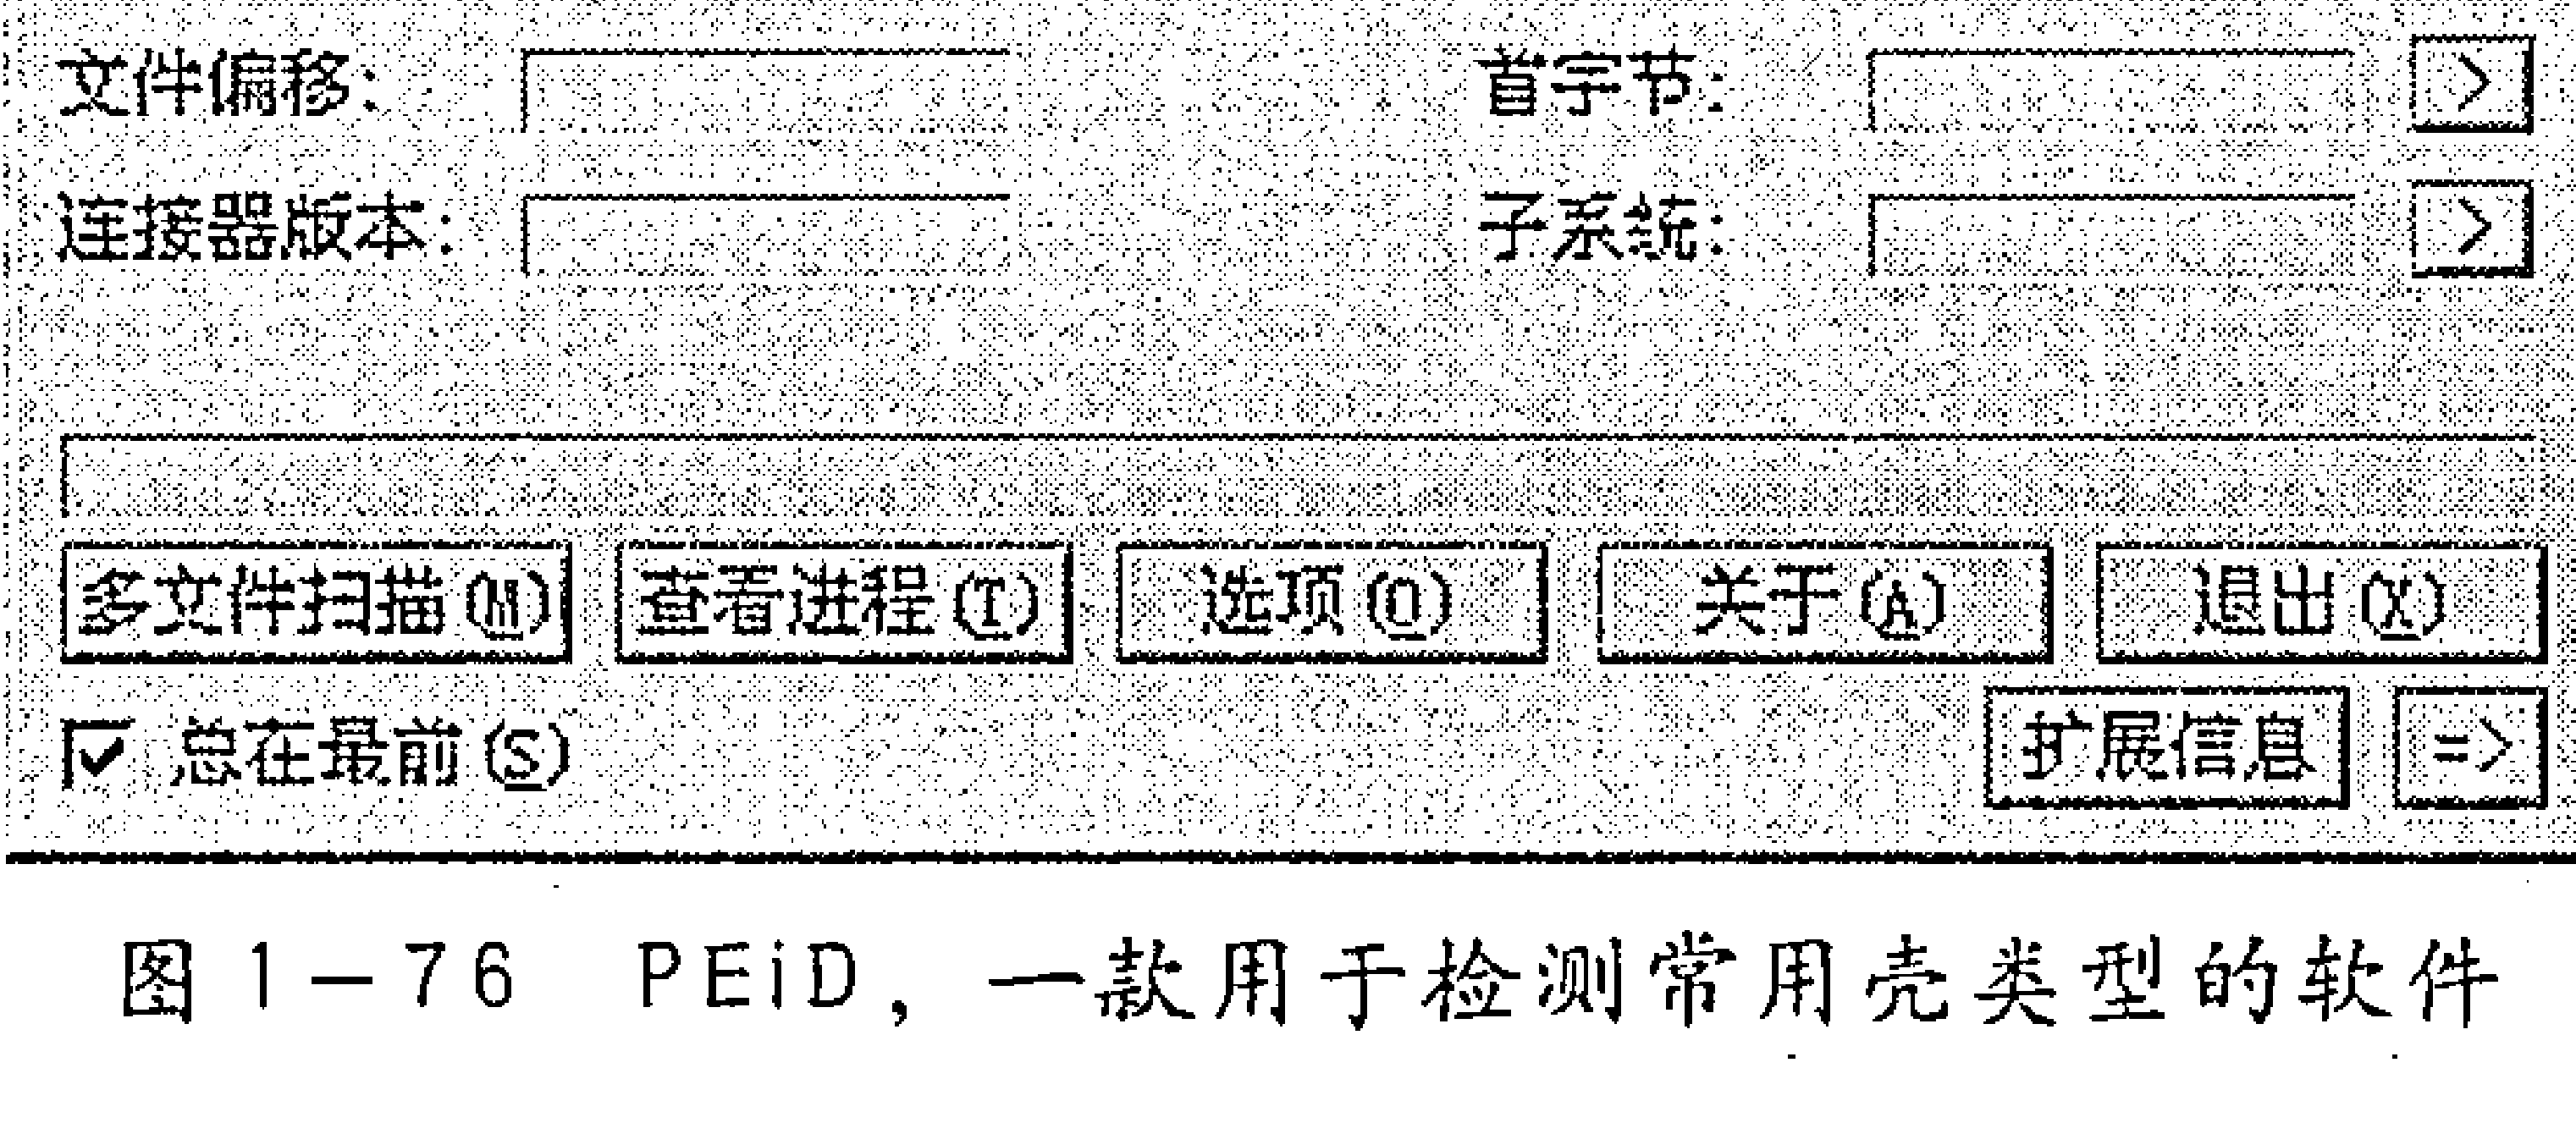 文件偏移: 首字节: >
连接器版本: 子系统: >
多文件扫描(M) 查看进程(T) 选项(O) 关于(A) 退出(X)
总在最前(S) 扩展信息 =>
图1-76 PEiD,一款用于检测常用壳类型的软件